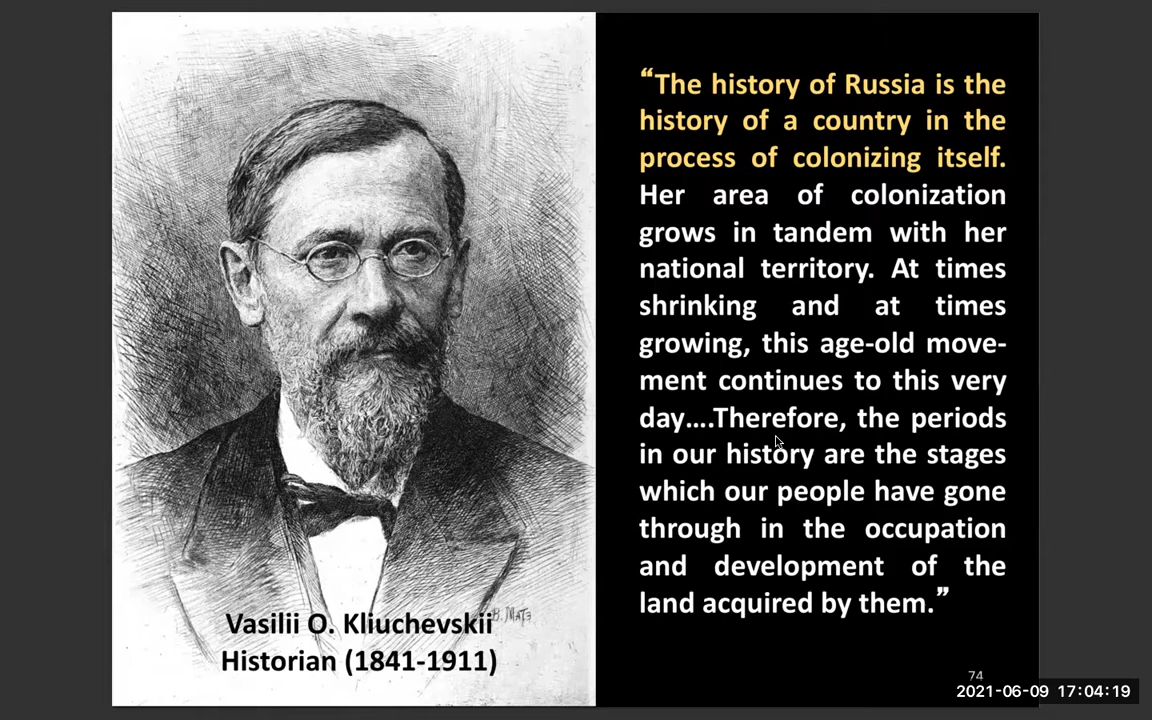 “The history of Russia is the
history of a country in the
process of colonizing itself.
Her area of colonization
grows in tandem with her
national territory. At times
shrinking and at times
growing, this age-old move-
ment continues to this very
day....Therefore, the periods
in our history are the stages
which our people have gone
through in the occupation
and development of the
land acquired by them.”
В. Матэ
Vasilii O. Kliuchevskii
Historian (1841-1911)
74
2021-06-09 17:04:19